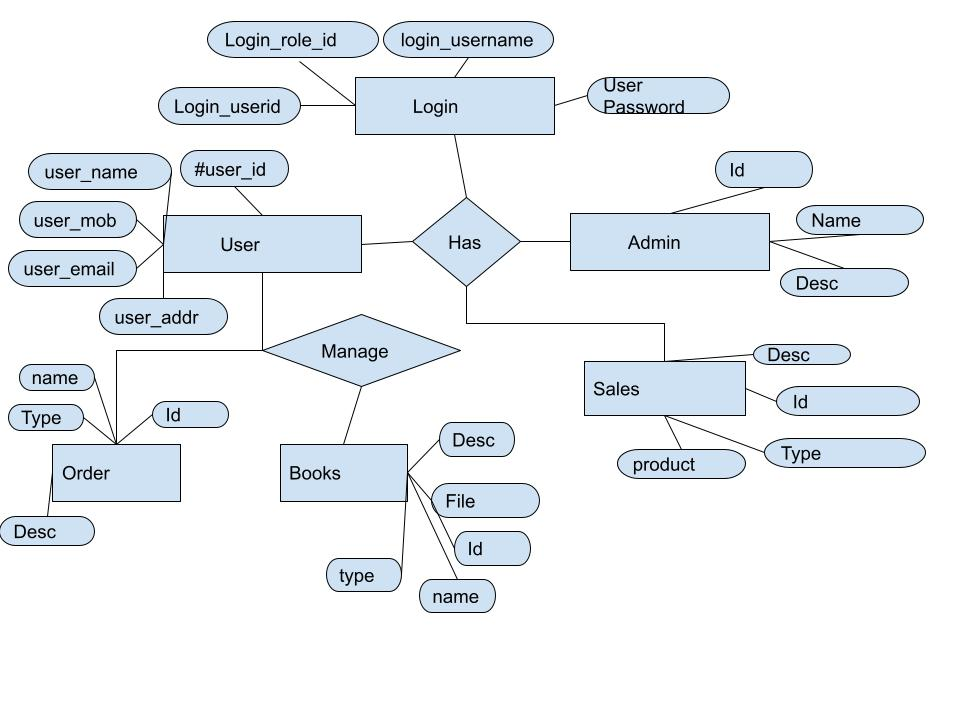 Login_role_id
login_username
Login_userid
Login
User
Password
user_name
#user_id
Id
user_mob
Name
User
Has
Admin
user_email
Desc
user_addr
Manage
Desc
name
Sales
Id
Type
Id
Desc
Type
product
Order
Books
File
Desc
Id
type
name